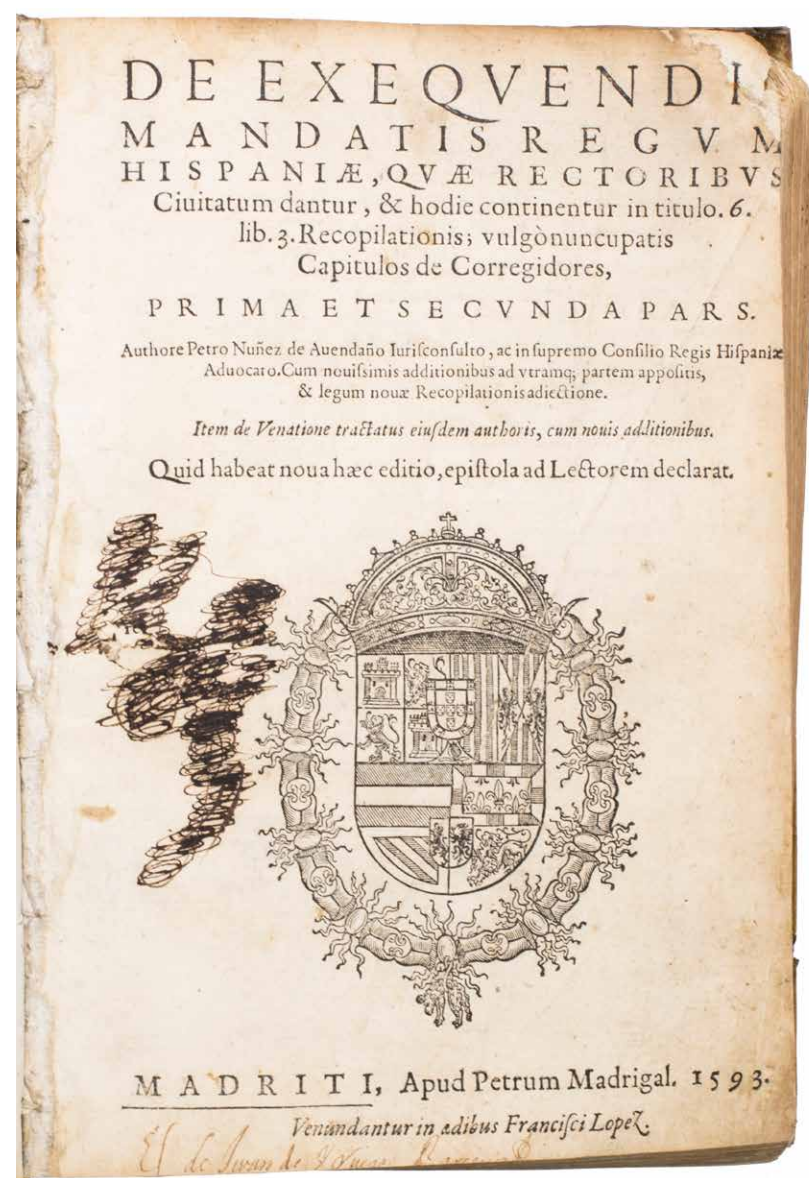 DE EXEQVENDI
MANDATIS REGVM
HISPANIÆ, QVÆ RECTORIBVS
Ciuitatum dantur, & hodie continentur in titulo. 6.
lib. 3. Recopilationis; vulgò nuncupatis
Capitulos de Corregidores,
PRIMA ET SECVNDA PARS.
Authore Petro Nuñez de Auendaño Iuriſconſulto, ac in ſupremo Conſilio Regis Hiſpaniæ
Aduocato. Cum nouiſsimis additionibus ad vtramq; partem appoſitis,
& legum nouæ Recopilationis adiectione.
Item de Venatione tractatus eiuſdem authoris, cum nouis additionibus.
Quid habeat noua hæc editio, epiſtola ad Lectorem declarat.
MADRITI, Apud Petrum Madrigal. 1593.
Venundantur in ædibus Franciſci Lopez.
El de Juan de